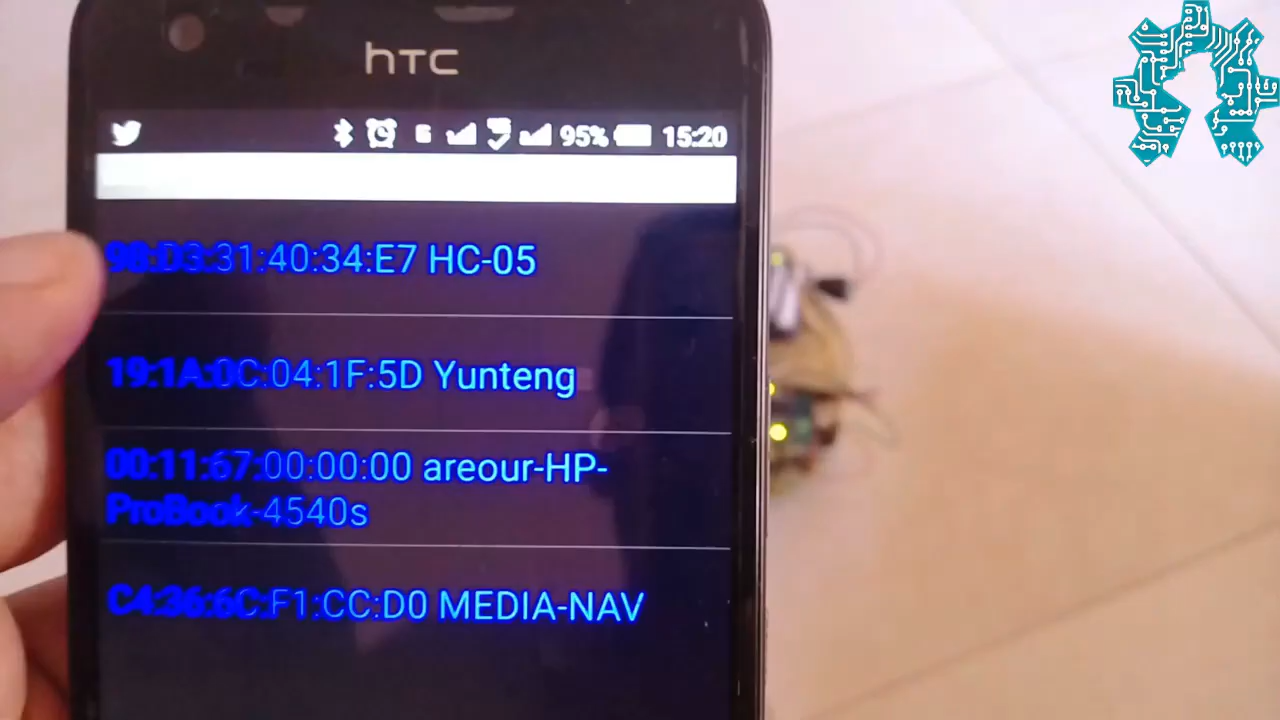 hTC
95% 15:20
98:D3:31:40:34:E7 HC-05
19:1A:0C:04:1F:5D Yunteng
00:11:67:00:00:00 areour-HP-
ProBook-4540s
C4:36:6C:F1:CC:D0 MEDIA-NAV